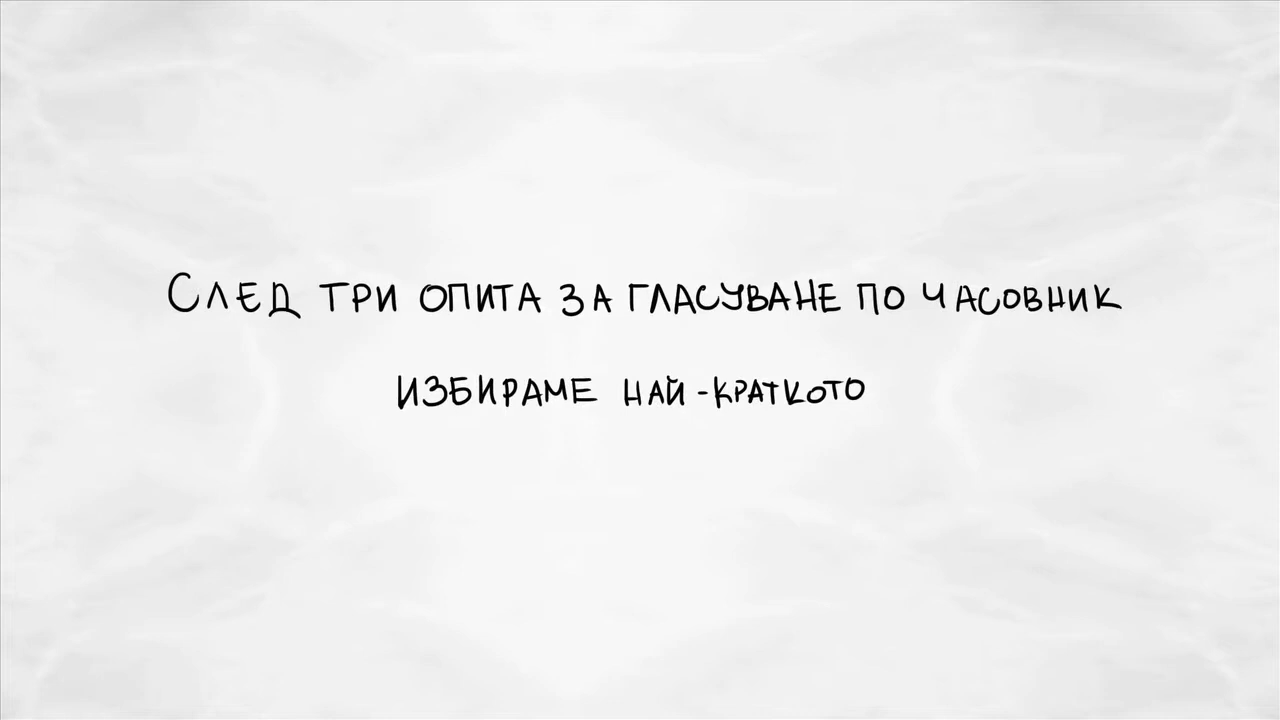 След три опита за гласуване по часовник
избираме най-краткото